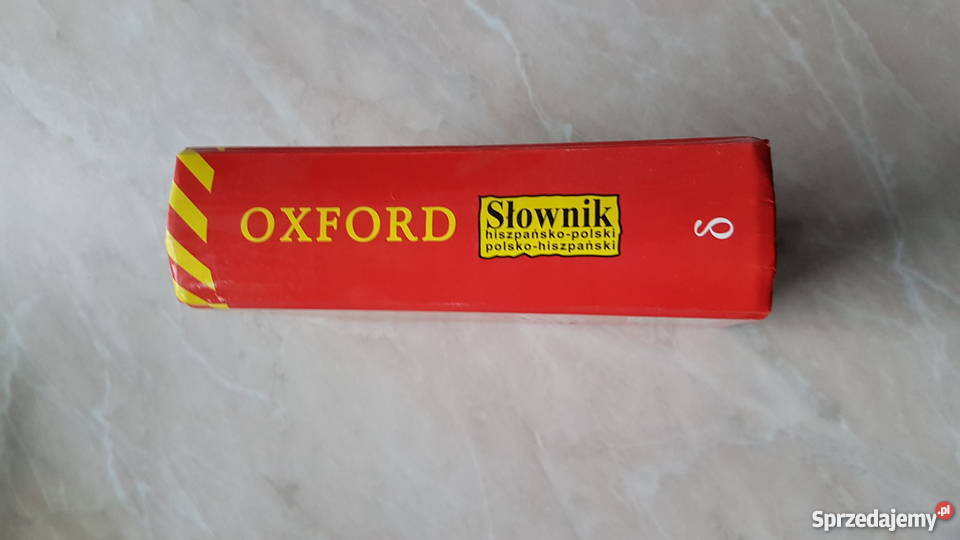 OXFORD
Słownik
hiszpańsko-polski
polsko-hiszpański
δ
Sprzedajemy.pl